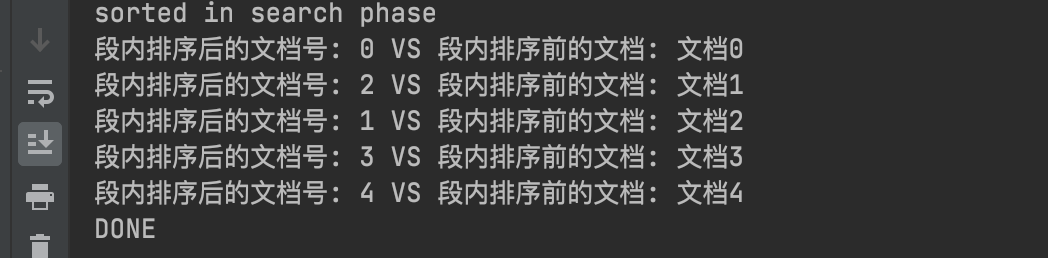 sorted in search phase
段内排序后的文档号: 0 VS 段内排序前的文档: 文档0
段内排序后的文档号: 2 VS 段内排序前的文档: 文档1
段内排序后的文档号: 1 VS 段内排序前的文档: 文档2
段内排序后的文档号: 3 VS 段内排序前的文档: 文档3
段内排序后的文档号: 4 VS 段内排序前的文档: 文档4
DONE